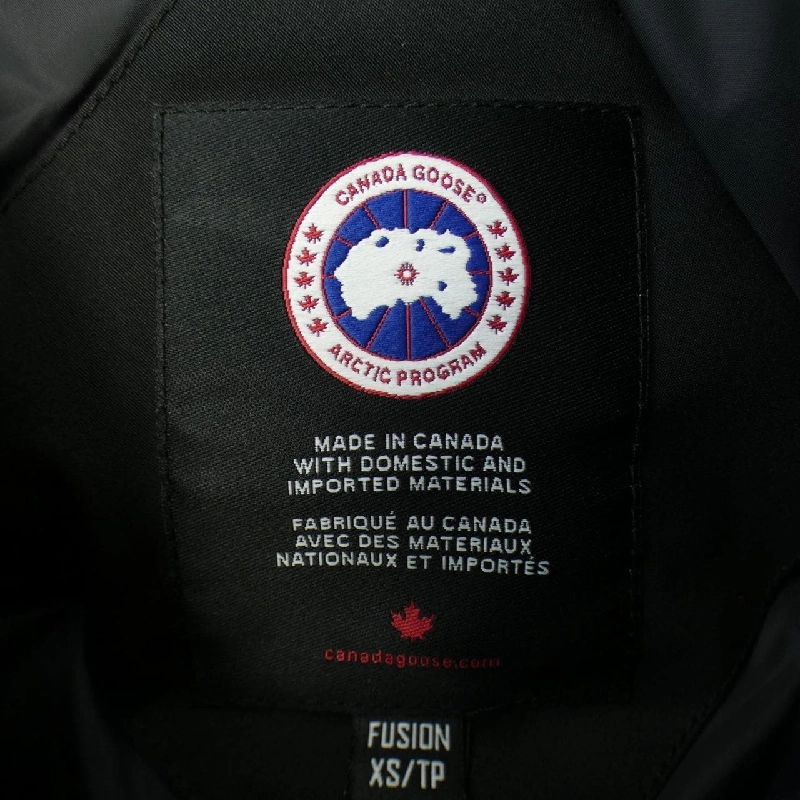 CANADA GOOSE®
ARCTIC PROGRAM
MADE IN CANADA
WITH DOMESTIC AND
IMPORTED MATERIALS
FABRIQUÉ AU CANADA
AVEC DES MATERIAUX
NATIONAUX ET IMPORTÉS
canadagoose.com
FUSION
XS/TP